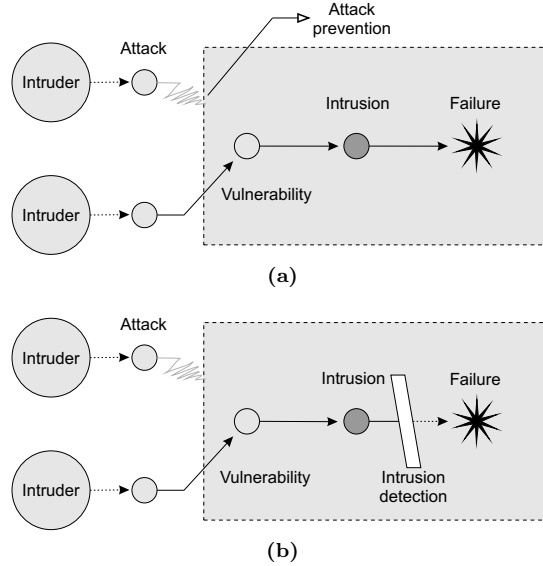 Attack
prevention
Attack
Intruder
Intrusion
Failure
Vulnerability
Intruder
(a)
Attack
Intruder
Intrusion
Failure
Vulnerability
Intruder
Intrusion
detection
(b)